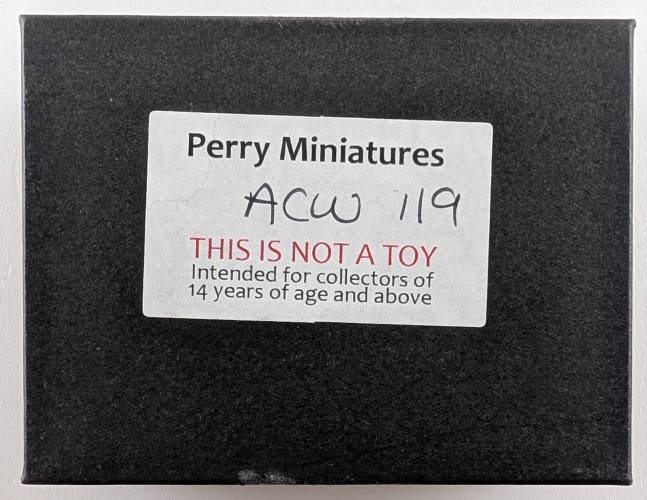 Perry Miniatures
ACW 119
THIS IS NOT A TOY
Intended for collectors of
14 years of age and above